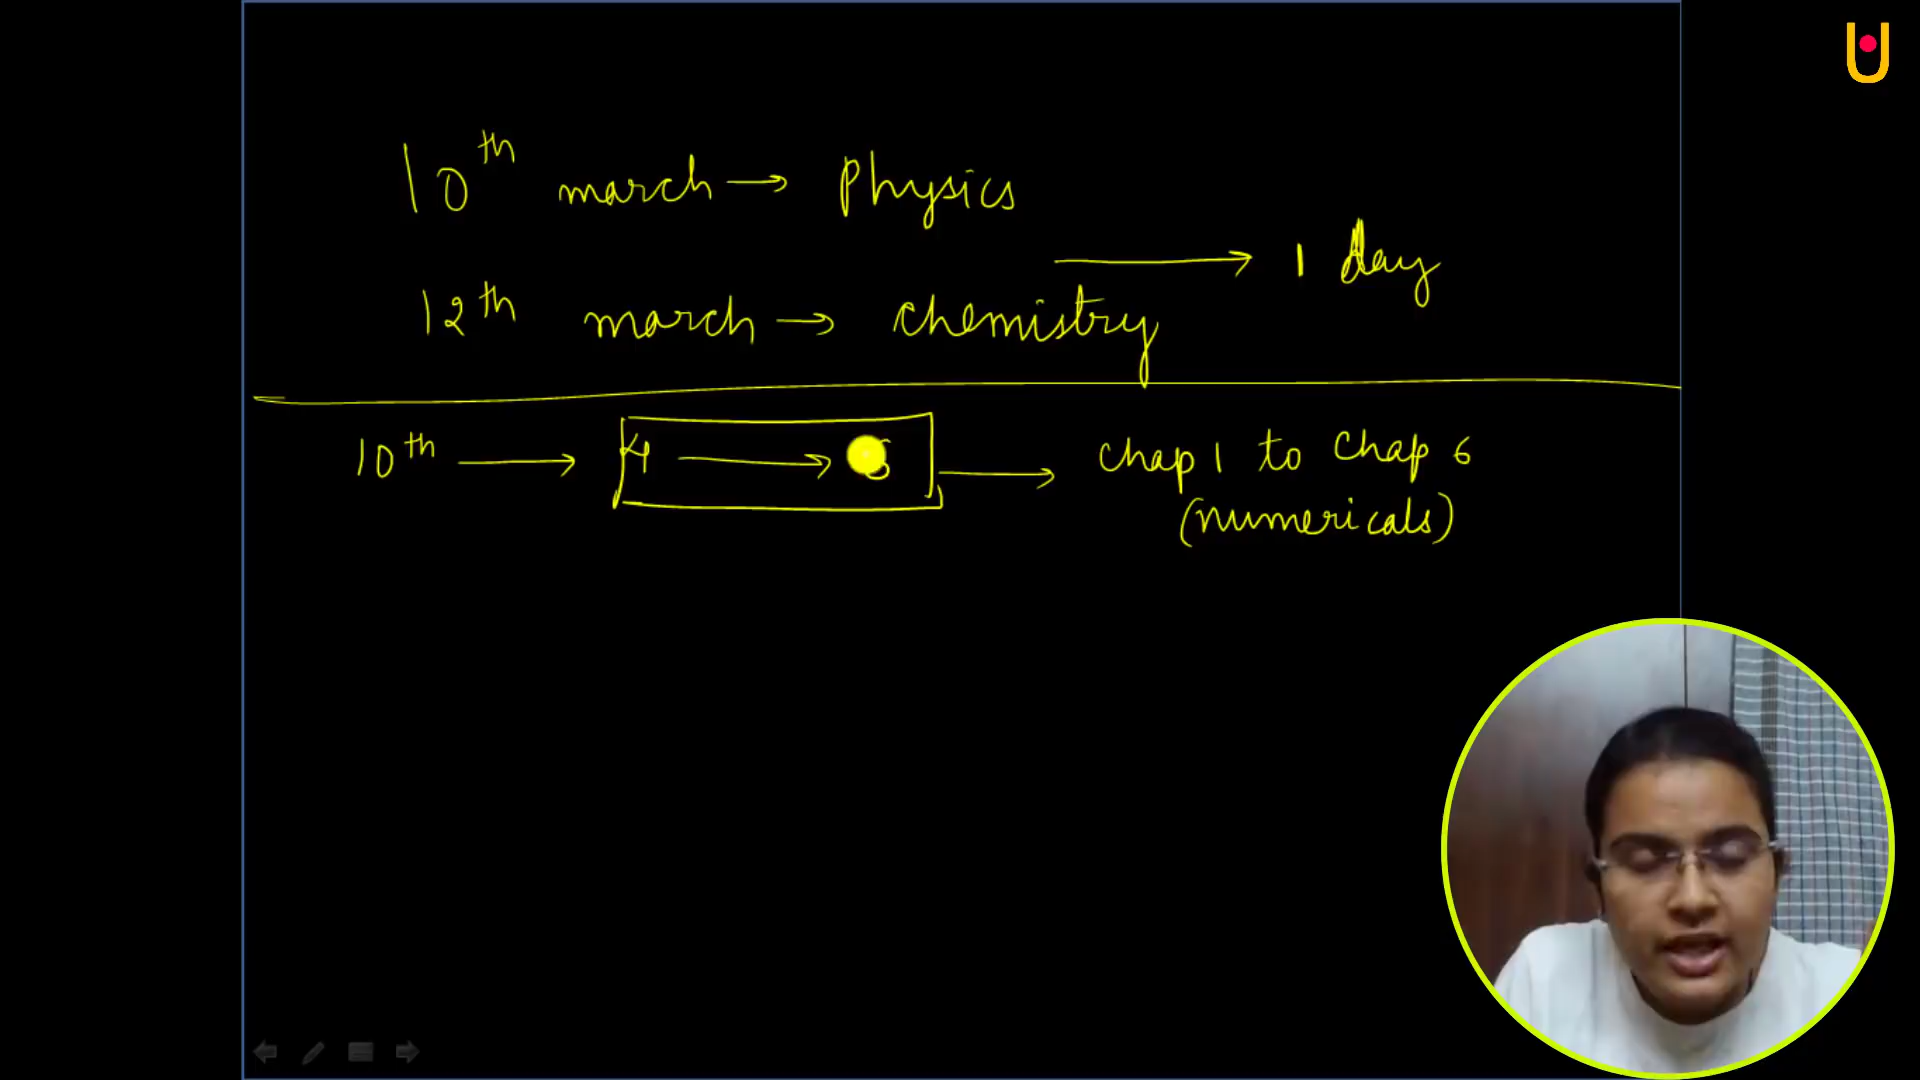 10th march → Physics
→ 1 day
12th march → chemistry
10th → 4 → → chap 1 to chap 6
(numericals)